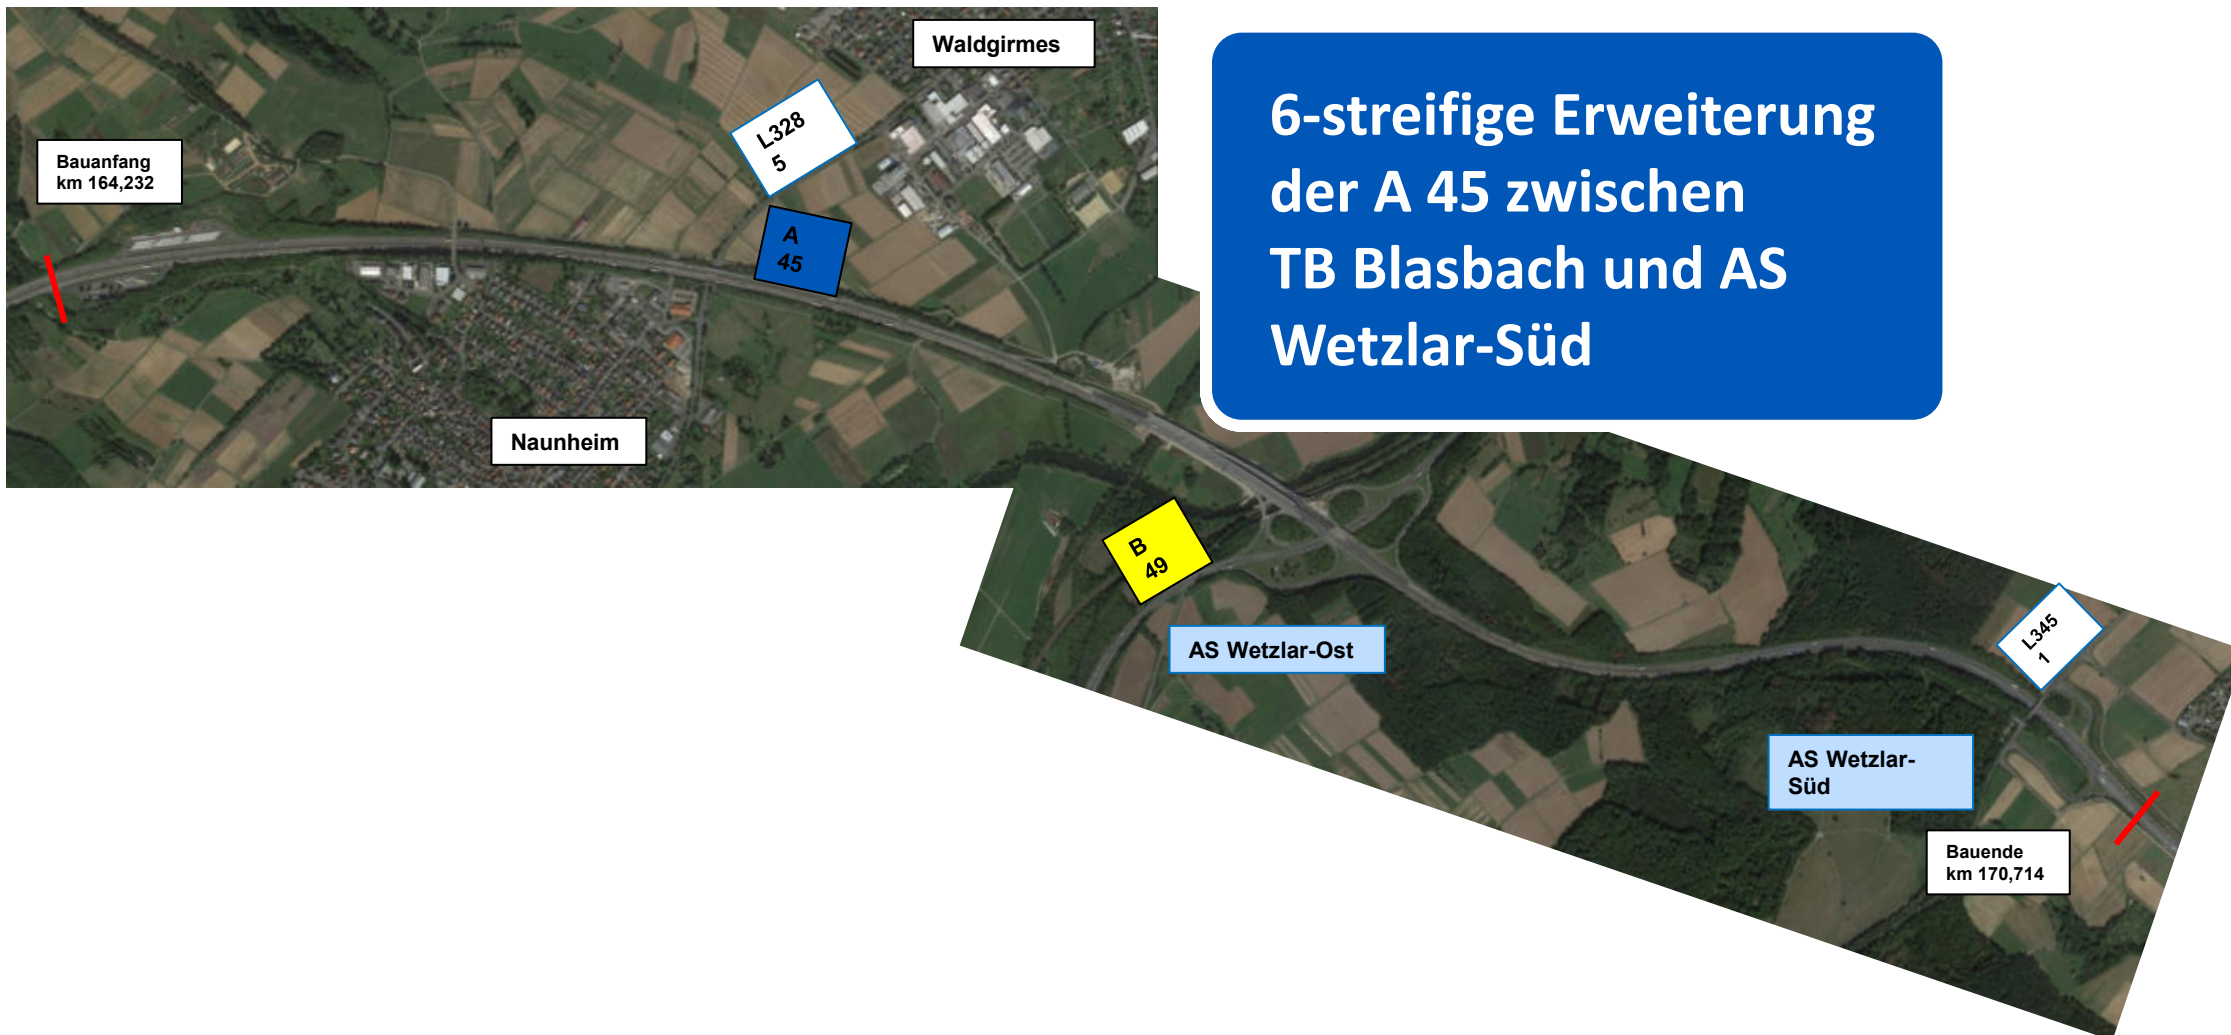 Waldgirmes
6-streifige Erweiterung
der A 45 zwischen
TB Blasbach und AS
Wetzlar-Süd
L328
5
Bauanfang
km 164,232
A
45
Naunheim
B
49
AS Wetzlar-Ost
L345
1
AS Wetzlar-
Süd
Bauende
km 170,714